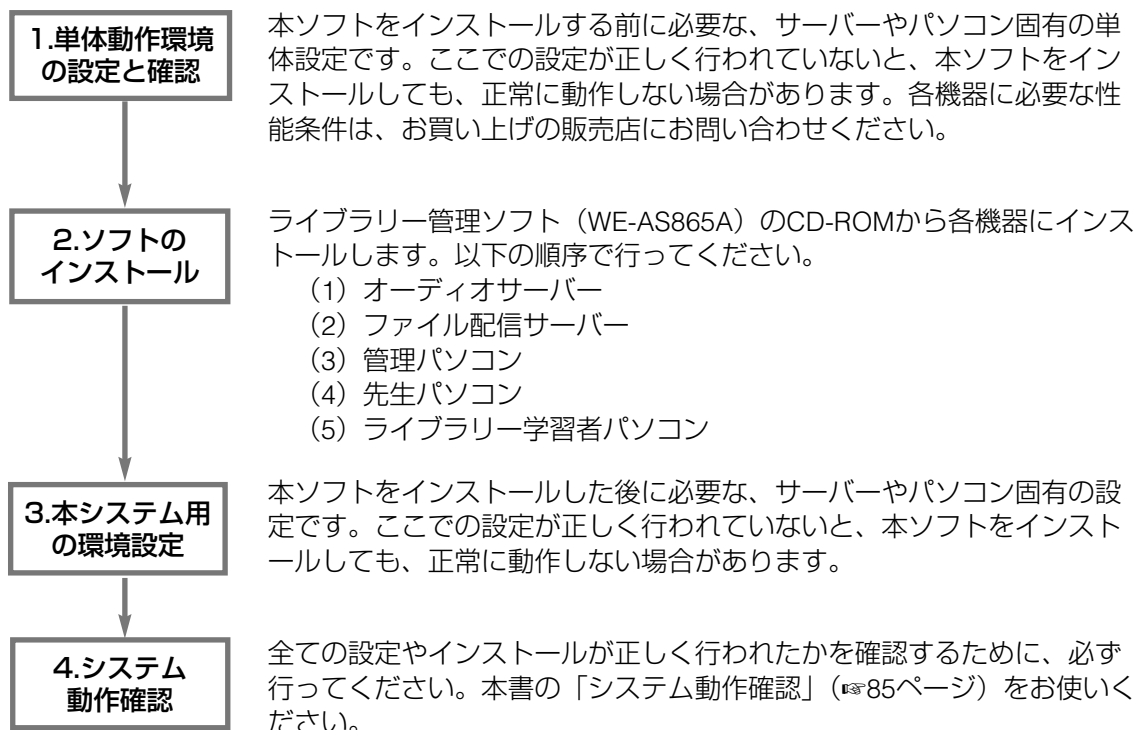 1.単体動作環境
の設定と確認
本ソフトをインストールする前に必要な、サーバーやパソコン固有の単
体設定です。ここでの設定が正しく行われていないと、本ソフトをイン
ストールしても、正常に動作しない場合があります。各機器に必要な性
能条件は、お買い上げの販売店にお問い合わせください。
2.ソフトの
インストール
ライブラリー管理ソフト（WE-AS865A）のCD-ROMから各機器にインス
トールします。以下の順序で行ってください。
（1）オーディオサーバー
（2）ファイル配信サーバー
（3）管理パソコン
（4）先生パソコン
（5）ライブラリー学習者パソコン
3.本システム用
の環境設定
本ソフトをインストールした後に必要な、サーバーやパソコン固有の設
定です。ここでの設定が正しく行われていないと、本ソフトをインスト
ールしても、正常に動作しない場合があります。
4.システム
動作確認
全ての設定やインストールが正しく行われたかを確認するために、必ず
行ってください。本書の「システム動作確認」（☞85ページ）をお使いく
ださい。